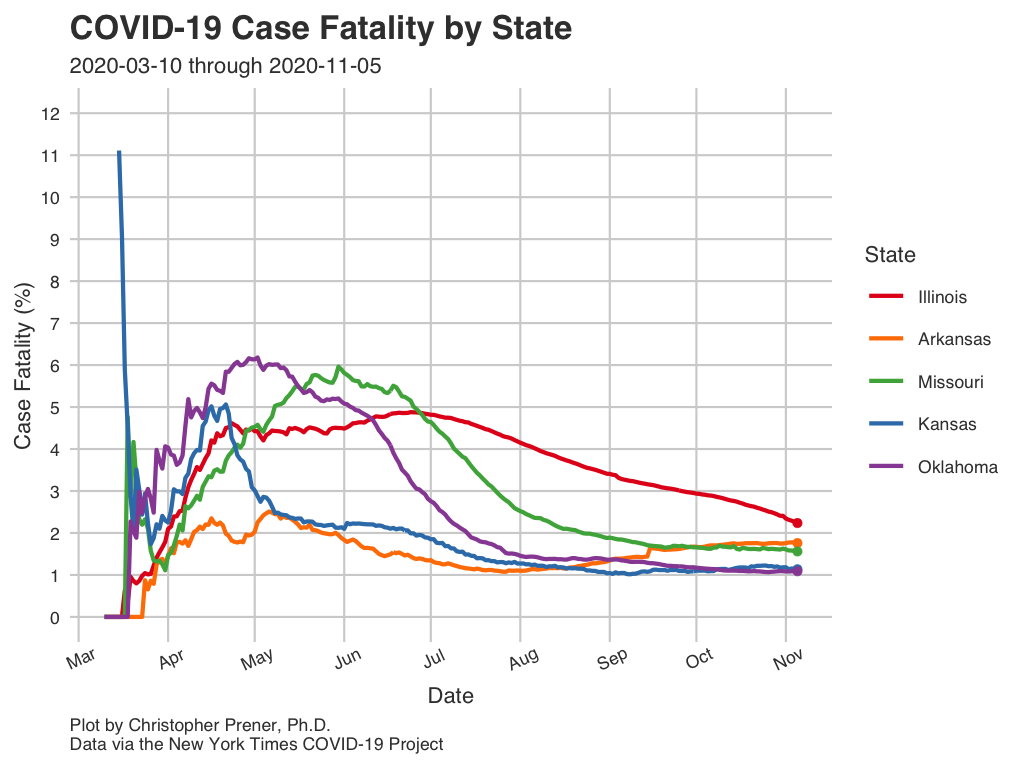 COVID-19 Case Fatality by State
2020-03-10 through 2020-11-05
Case Fatality (%)
12
11
10
9
8
7
6
5
4
3
2
1
0
Mar
Apr
May
Jun
Jul
Aug
Sep
Oct
Nov
Date
State
Illinois
Arkansas
Missouri
Kansas
Oklahoma
Plot by Christopher Prener, Ph.D.
Data via the New York Times COVID-19 Project